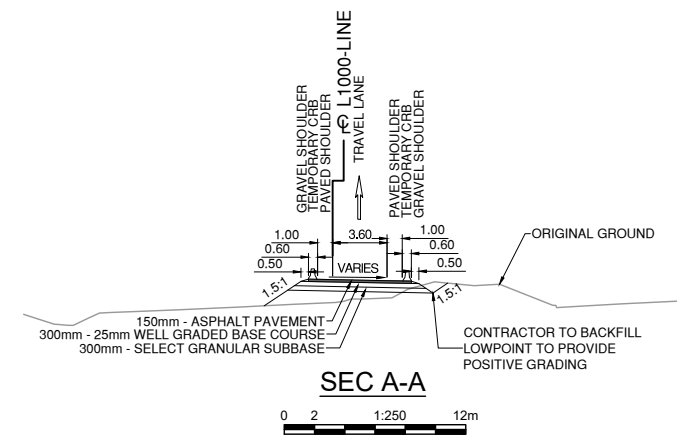 GRAVEL SHOULDER
TEMPORARY CRB
PAVED SHOULDER
℄ L1000-LINE
TRAVEL LANE
PAVED SHOULDER
TEMPORARY CRB
GRAVEL SHOULDER
1.00 3.60 1.00
0.60 0.60
0.50 VARIES 0.50
ORIGINAL GROUND
1.5:1 1.5:1
150mm - ASPHALT PAVEMENT
300mm - 25mm WELL GRADED BASE COURSE
300mm - SELECT GRANULAR SUBBASE
CONTRACTOR TO BACKFILL
LOWPOINT TO PROVIDE
POSITIVE GRADING
SEC A-A
0 2 1:250 12m